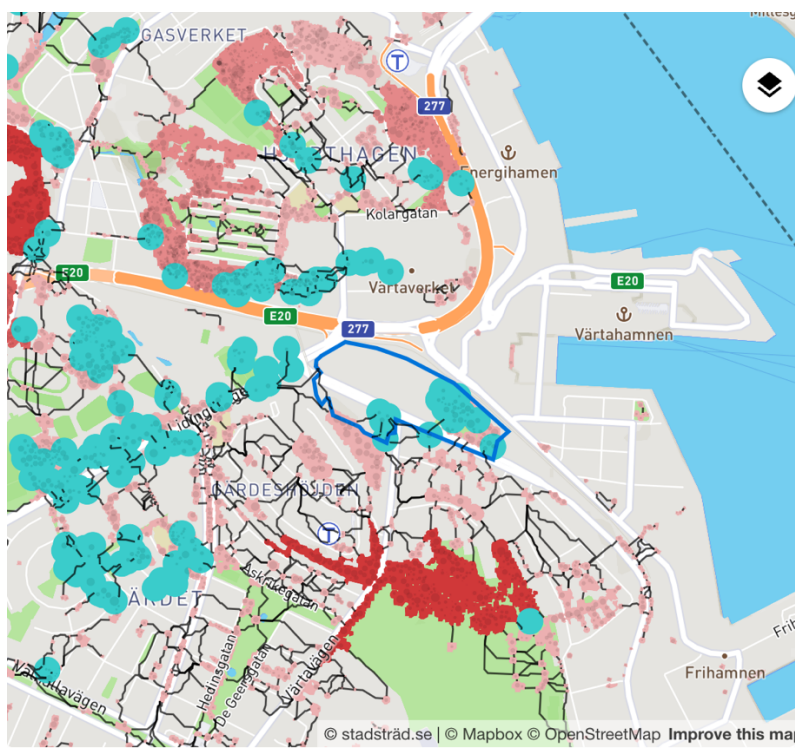 GASVERKET
T
277
Energihamen
Kolargatan
Värtaverket
E20
E20
E20
277
Värtahamnen
GÄRDESHÖJDEN
T
Askrikegatan
ÄRDET
Hedinsgatan
De Geersgatan
Värtavägen
Frihamnen
© stadsträd.se | © Mapbox © OpenStreetMap Improve this map